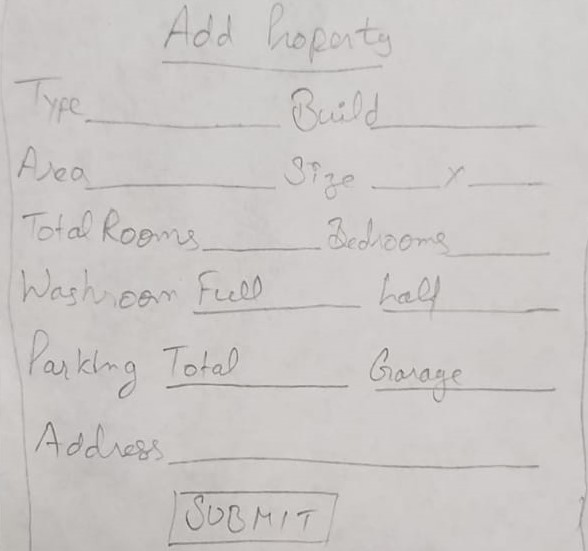 Add Property
Type Build
Area Size x
Total Rooms Bedrooms
Washroom Full half
Parking Total Garage
Address
SUBMIT